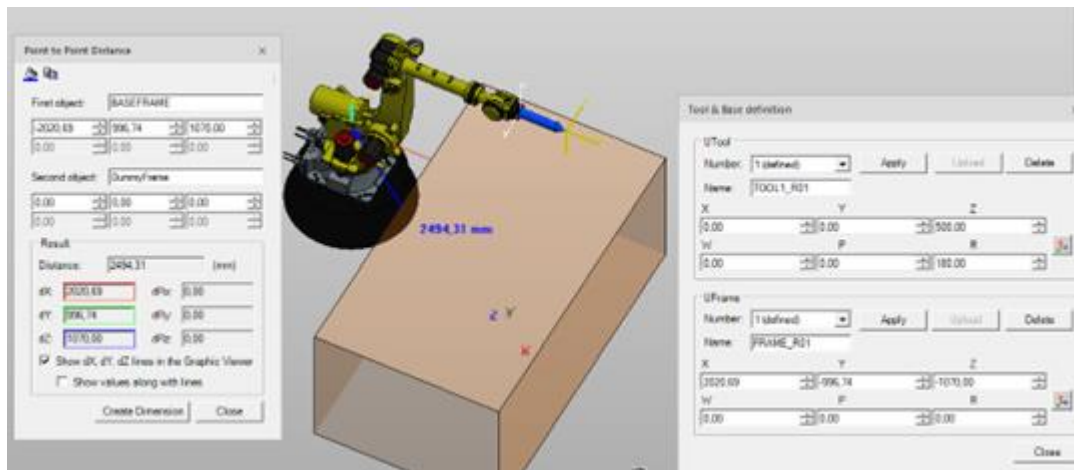 Point to Point Distance
First object: BASEFRAME
-2020,69 996,74 1070,00
0.00 0.00 0.00
Second object: DummyFrame
0.00 0.00 0.00
0.00 0.00 0.00
Result
Distance: 2494,31 (mm)
dX: 2020,69 dRx: 0,00
dY: 996,74 dRy: 0,00
dZ: 1070,00 dRz: 0,00
Show dX, dY, dZ lines in the Graphic Viewer
Show values along with lines
Create Dimension Close
2494,31 mm
Z Y
X
Tool & Base definition
UTool
Number: 1 (defined) Apply Upload Delete
Name: TOOL1_R01
X Y Z
0.00 0.00 500.00
W P R
0.00 0.00 180.00
UFrame
Number: 1 (defined) Apply Upload Delete
Name: FRAME_R01
X Y Z
2020,69 -996,74 -1070,00
W P R
0.00 0.00 0.00
Close